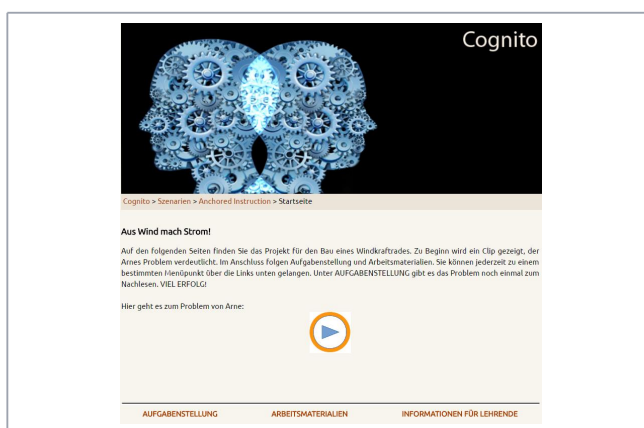 Cognito
Cognito > Szenarien > Anchored Instruction > Startseite
Aus Wind mach Strom!
Auf den folgenden Seiten finden Sie das Projekt für den Bau eines Windkraftrades. Zu Beginn wird ein Clip gezeigt, der
Arnes Problem verdeutlicht. Im Anschluss folgen Aufgabenstellung und Arbeitsmaterialien. Sie können jederzeit zu einem
bestimmten Menüpunkt über die Links unten gelangen. Unter AUFGABENSTELLUNG gibt es das Problem noch einmal zum
Nachlesen. VIEL ERFOLG!
Hier geht es zum Problem von Arne:
AUFGABENSTELLUNG ARBEITSMATERIALIEN INFORMATIONEN FÜR LEHRENDE